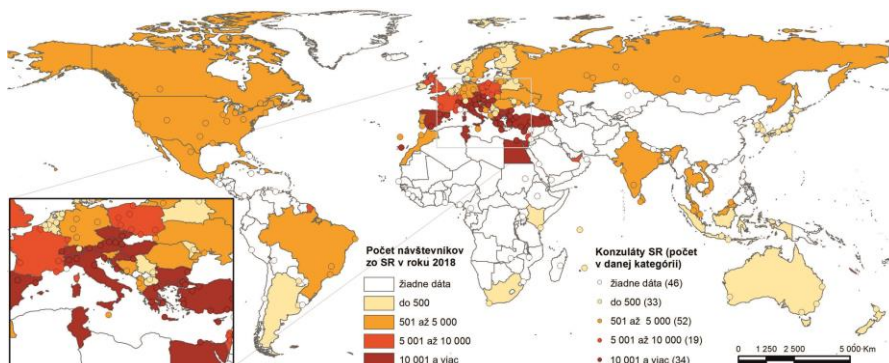 Počet návštevníkov
zo SR v roku 2018
žiadne dáta
do 500
501 až 5 000
5 001 až 10 000
10 001 a viac
Konzuláty SR (počet
v danej kategórii)
žiadne dáta (46)
do 500 (33)
501 až 5 000 (52)
5 001 až 10 000 (19)
10 001 a viac (34)
0 1 250 2 500 5 000 Km